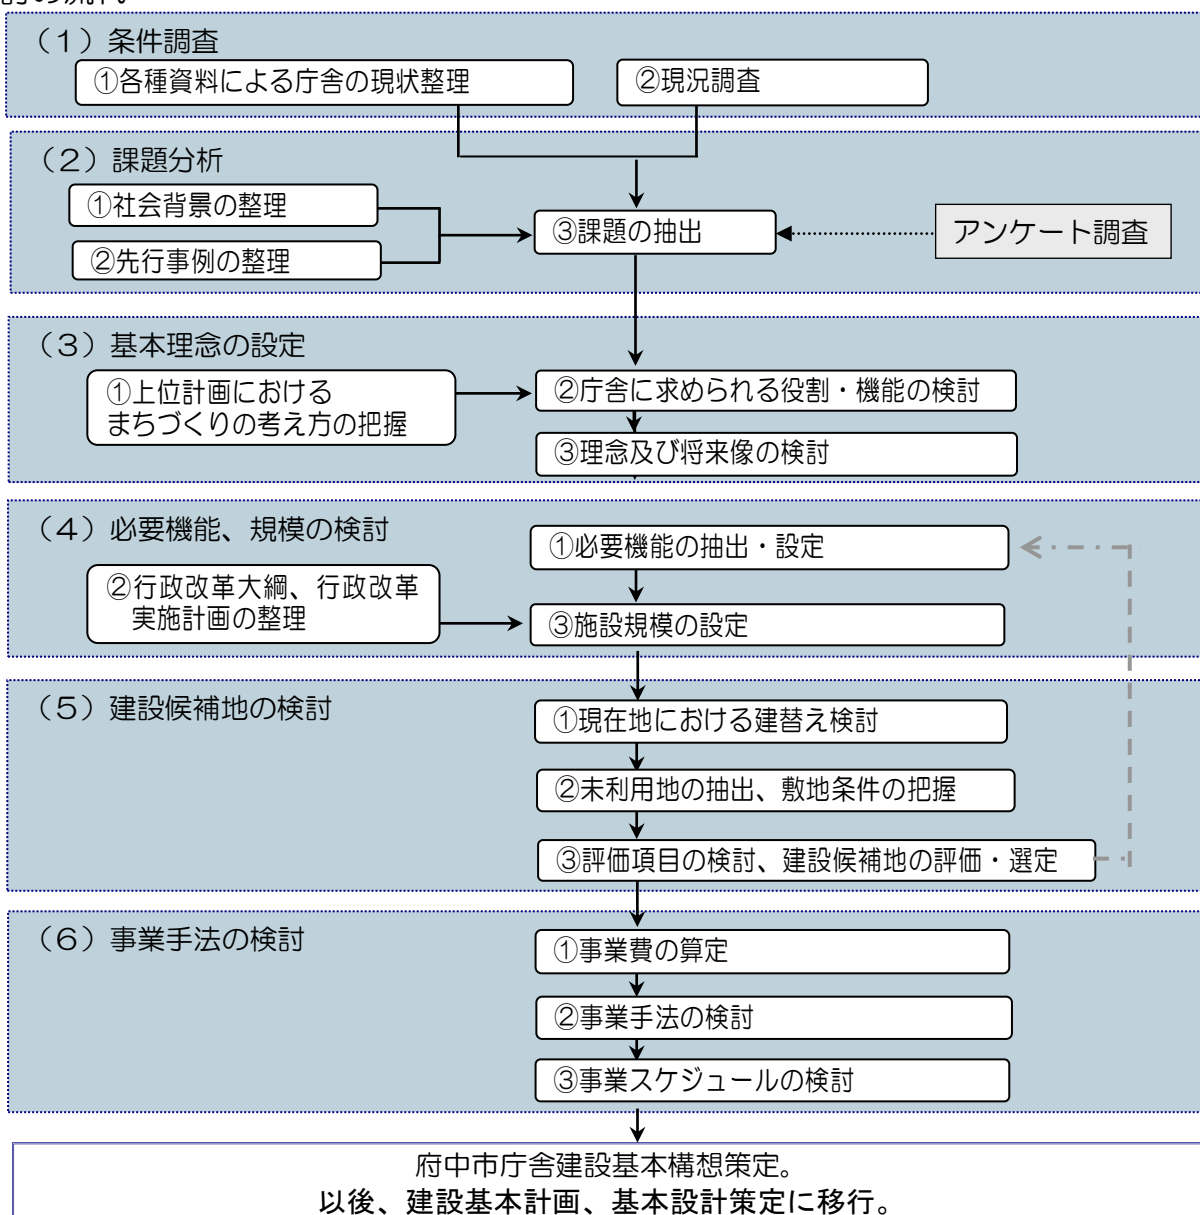 （１）条件調査
①各種資料による庁舎の現状整理
②現況調査
（２）課題分析
①社会背景の整理
②先行事例の整理
③課題の抽出
アンケート調査
（３）基本理念の設定
①上位計画における
まちづくりの考え方の把握
②庁舎に求められる役割・機能の検討
③理念及び将来像の検討
（４）必要機能、規模の検討
①必要機能の抽出・設定
②行政改革大綱、行政改革
実施計画の整理
③施設規模の設定
（５）建設候補地の検討
①現在地における建替え検討
②未利用地の抽出、敷地条件の把握
③評価項目の検討、建設候補地の評価・選定
（６）事業手法の検討
①事業費の算定
②事業手法の検討
③事業スケジュールの検討
府中市庁舎建設基本構想策定。
以後、建設基本計画、基本設計策定に移行。